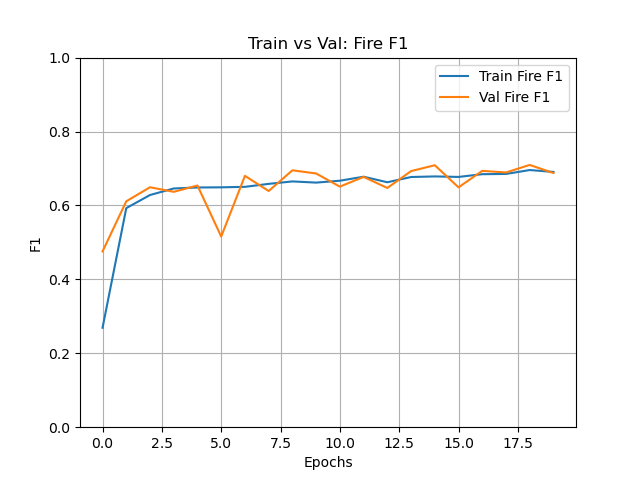 Train vs Val: Fire F1
Train Fire F1
Val Fire F1
1.0
0.8
0.6
0.4
0.2
0.0
F1
0.0 2.5 5.0 7.5 10.0 12.5 15.0 17.5
Epochs